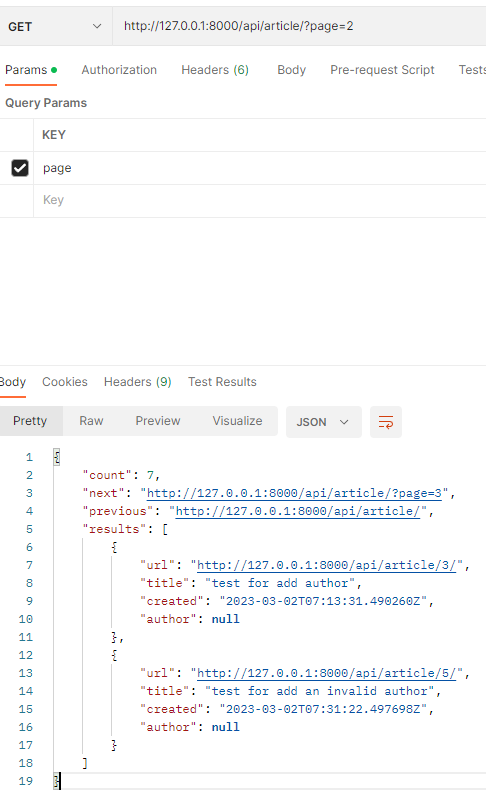 GET http://127.0.0.1:8000/api/article/?page=2
Params Authorization Headers (6) Body Pre-request Script Tests
Query Params
KEY
page
Key
Body Cookies Headers (9) Test Results
Pretty Raw Preview Visualize JSON
1 {
2 "count": 7,
3 "next": "http://127.0.0.1:8000/api/article/?page=3",
4 "previous": "http://127.0.0.1:8000/api/article/",
5 "results": [
6 {
7 "url": "http://127.0.0.1:8000/api/article/3/",
8 "title": "test for add author",
9 "created": "2023-03-02T07:13:31.490260Z",
10 "author": null
11 },
12 {
13 "url": "http://127.0.0.1:8000/api/article/5/",
14 "title": "test for add an invalid author",
15 "created": "2023-03-02T07:31:22.497698Z",
16 "author": null
17 }
18 ]
19 }